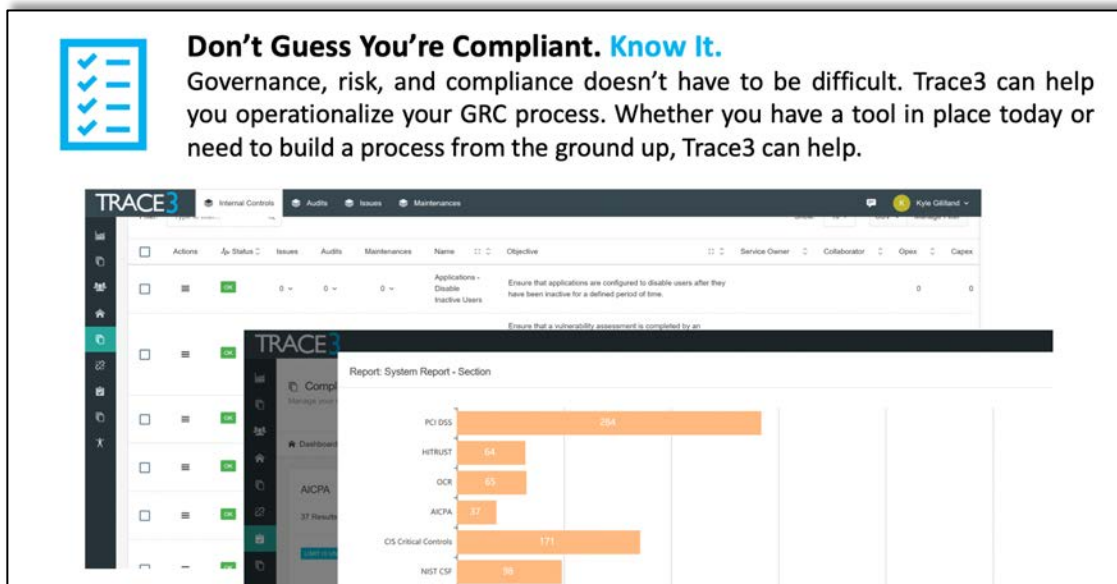 Don't Guess You're Compliant. Know It.
Governance, risk, and compliance doesn't have to be difficult. Trace3 can help
you operationalize your GRC process. Whether you have a tool in place today or
need to build a process from the ground up, Trace3 can help.
TRACE3 Internal Controls Audits Issues Maintenances Kyle Gilliland
Actions Status Issues Audits Maintenances Name Objective Service Owner Collaborator Opex Capex
OK 0 0 0 Applications - Disable Inactive Users Ensure that applications are configured to disable users after they 0 0
have been inactive for a defined period of time.
Ensure that a vulnerability assessment is completed by an
OK
OK
OK
OK
TRACE3
Report: System Report - Section
Compl
Manage your
Dashboard
AICPA
37 Results
PCI DSS 284
HITRUST 64
OCR 65
AICPA 37
CIS Critical Controls 171
NIST CSF 98